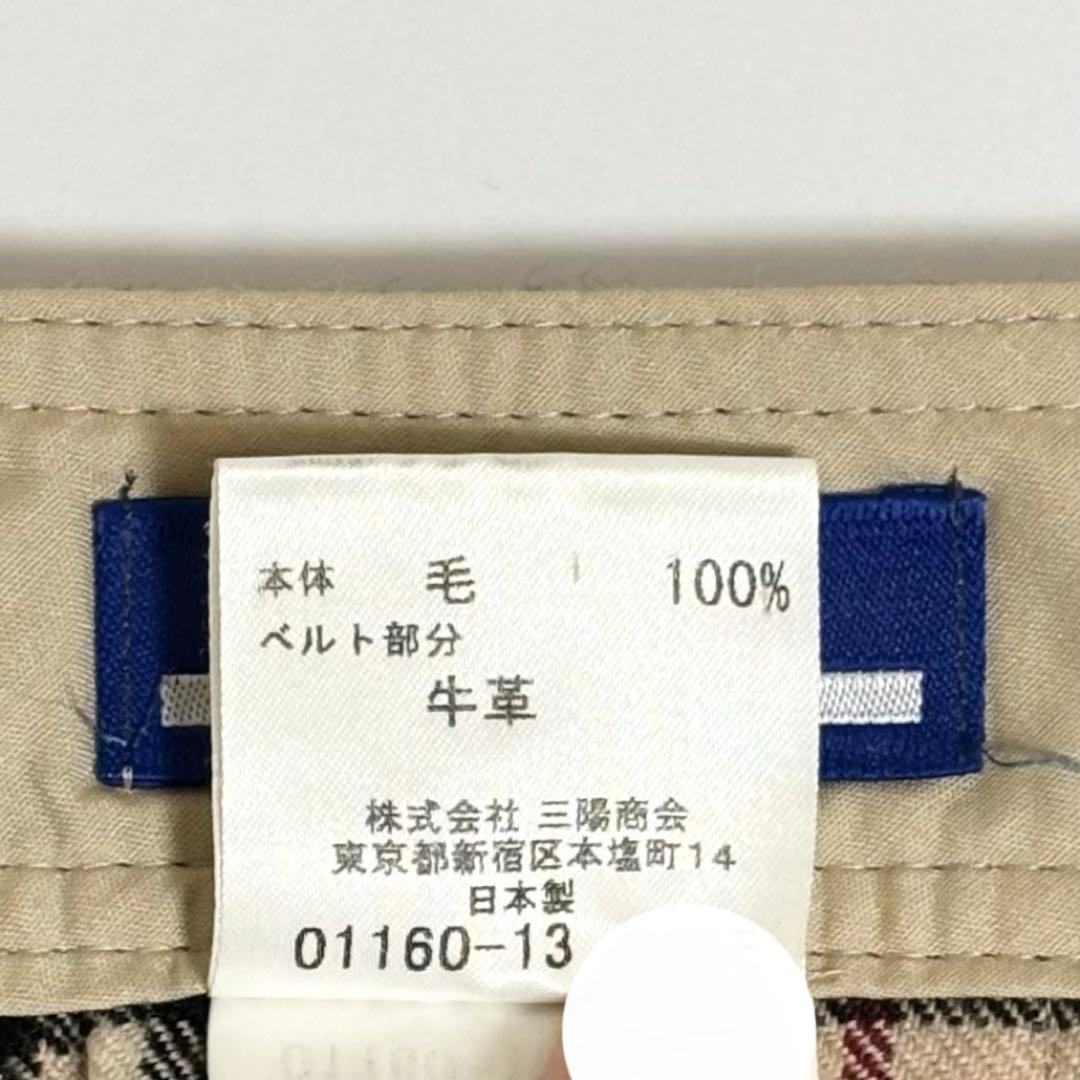 本体 毛 100%
ベルト部分
牛革
株式会社 三陽商会
東京都新宿区本塩町14
日本製
01160-13